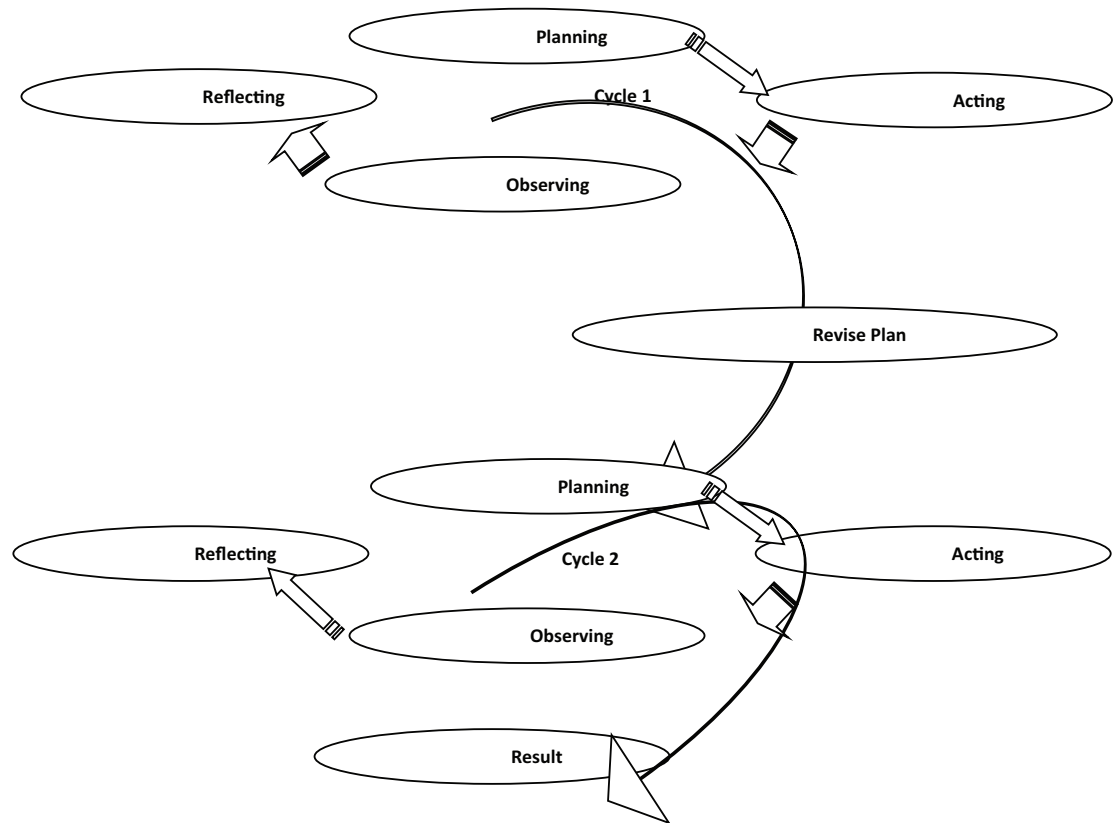 Planning
Reflecting
Cycle 1
Acting
Observing
Revise Plan
Planning
Reflecting
Cycle 2
Acting
Observing
Result